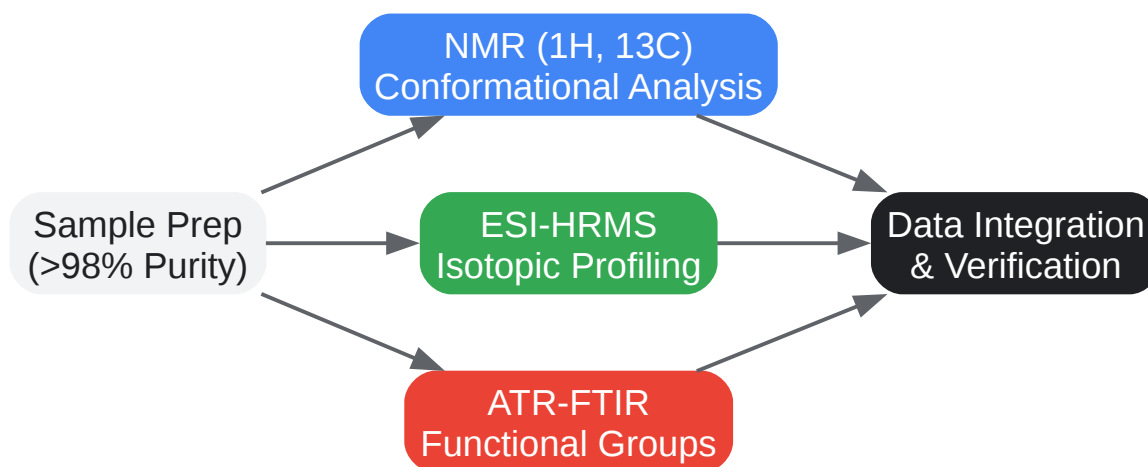 NMR (1H, 13C)
Conformational Analysis
Sample Prep
(>98% Purity)
ESI-HRMS
Isotopic Profiling
Data Integration
& Verification
ATR-FTIR
Functional Groups